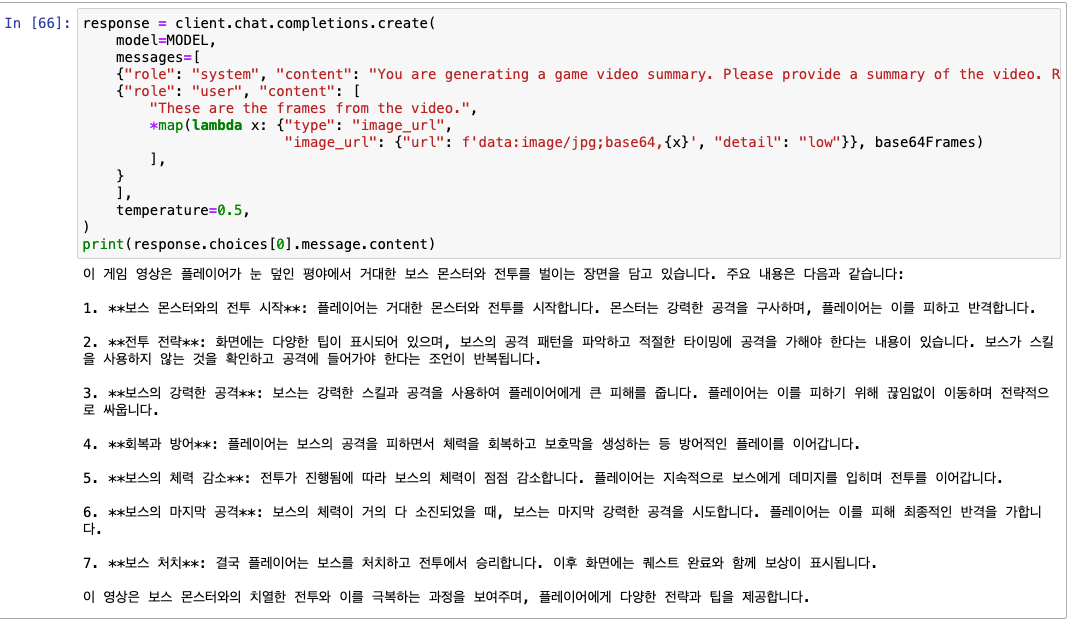 In [66]: response = client.chat.completions.create(
    model=MODEL,
    messages=[
    {"role": "system", "content": "You are generating a game video summary. Please provide a summary of the video. R
    {"role": "user", "content": [
        "These are the frames from the video.",
        *map(lambda x: {"type": "image_url",
                        "image_url": {"url": f'data:image/jpg;base64,{x}', "detail": "low"}}, base64Frames)
        ],
    }
    ],
    temperature=0.5,
)
print(response.choices[0].message.content)
이 게임 영상은 플레이어가 눈 덮인 평야에서 거대한 보스 몬스터와 전투를 벌이는 장면을 담고 있습니다. 주요 내용은 다음과 같습니다:
1. **보스 몬스터와의 전투 시작**: 플레이어는 거대한 몬스터와 전투를 시작합니다. 몬스터는 강력한 공격을 구사하며, 플레이어는 이를 피하고 반격합니다.
2. **전투 전략**: 화면에는 다양한 팁이 표시되어 있으며, 보스의 공격 패턴을 파악하고 적절한 타이밍에 공격을 가해야 한다는 내용이 있습니다. 보스가 스킬
을 사용하지 않는 것을 확인하고 공격에 들어가야 한다는 조언이 반복됩니다.
3. **보스의 강력한 공격**: 보스는 강력한 스킬과 공격을 사용하여 플레이어에게 큰 피해를 줍니다. 플레이어는 이를 피하기 위해 끊임없이 이동하며 전략적으
로 싸웁니다.
4. **회복과 방어**: 플레이어는 보스의 공격을 피하면서 체력을 회복하고 보호막을 생성하는 등 방어적인 플레이를 이어갑니다.
5. **보스의 체력 감소**: 전투가 진행됨에 따라 보스의 체력이 점점 감소합니다. 플레이어는 지속적으로 보스에게 데미지를 입히며 전투를 이어갑니다.
6. **보스의 마지막 공격**: 보스의 체력이 거의 다 소진되었을 때, 보스는 마지막 강력한 공격을 시도합니다. 플레이어는 이를 피해 최종적인 반격을 가합니
다.
7. **보스 처치**: 결국 플레이어는 보스를 처치하고 전투에서 승리합니다. 이후 화면에는 퀘스트 완료와 함께 보상이 표시됩니다.
이 영상은 보스 몬스터와의 치열한 전투와 이를 극복하는 과정을 보여주며, 플레이어에게 다양한 전략과 팁을 제공합니다.